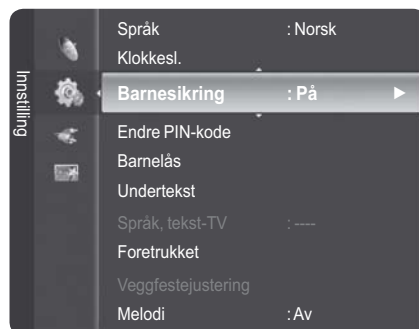 Innstilling
Språk : Norsk
Klokkesl.
Barnesikring : På ►
Endre PIN-kode
Barnelås
Undertekst
Språk, tekst-TV : ----
Foretrukket
Veggfestejustering
Melodi : Av